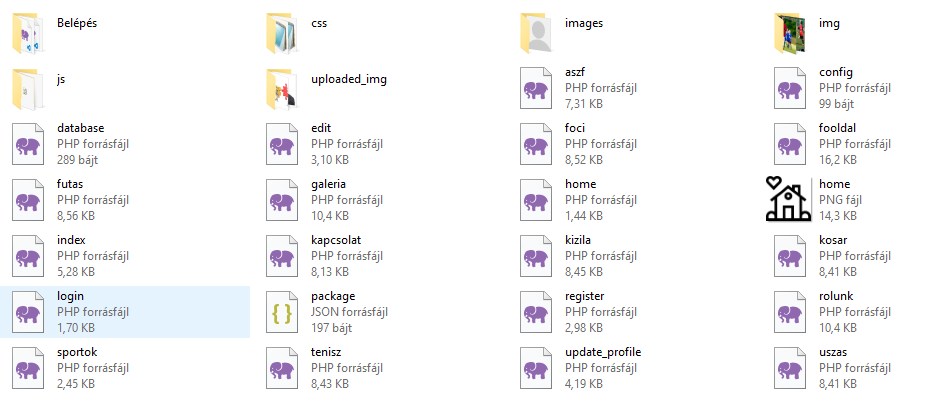 Belépés
css
images
img
js
uploaded_img
aszf
PHP forrásfájl
7,31 KB
config
PHP forrásfájl
99 bájt
database
PHP forrásfájl
289 bájt
edit
PHP forrásfájl
3,10 KB
foci
PHP forrásfájl
8,52 KB
fooldal
PHP forrásfájl
16,2 KB
futas
PHP forrásfájl
8,56 KB
galeria
PHP forrásfájl
10,4 KB
home
PHP forrásfájl
1,44 KB
home
PNG fájl
14,3 KB
index
PHP forrásfájl
5,28 KB
kapcsolat
PHP forrásfájl
8,13 KB
kizila
PHP forrásfájl
8,45 KB
kosar
PHP forrásfájl
8,41 KB
login
PHP forrásfájl
1,70 KB
package
JSON forrásfájl
197 bájt
register
PHP forrásfájl
2,98 KB
rolunk
PHP forrásfájl
10,4 KB
sportok
PHP forrásfájl
2,45 KB
tenisz
PHP forrásfájl
8,43 KB
update_profile
PHP forrásfájl
4,19 KB
uszas
PHP forrásfájl
8,41 KB